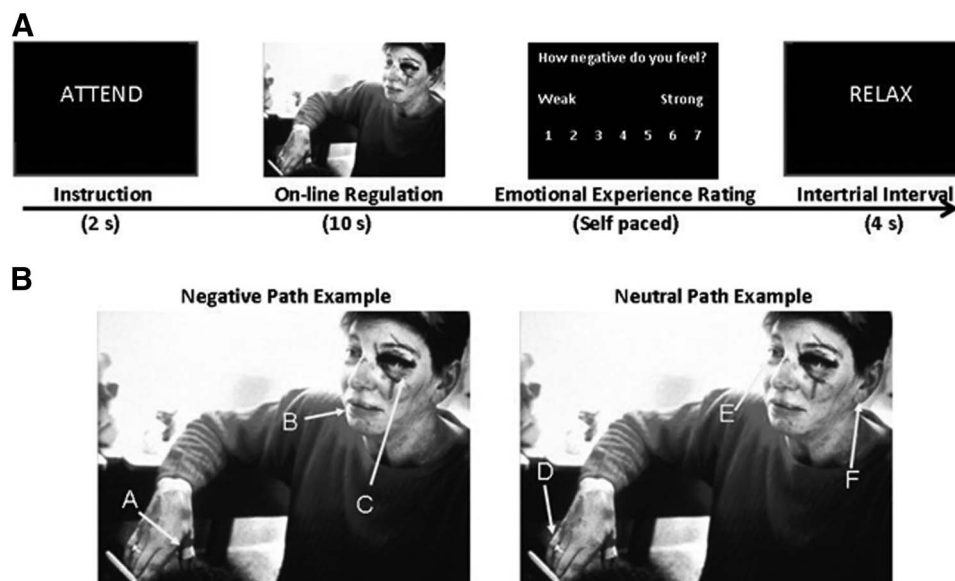 A
ATTEND
How negative do you feel?
Weak Strong
1 2 3 4 5 6 7
RELAX
Instruction On-line Regulation Emotional Experience Rating Intertrial Interval
(2 s) (10 s) (Self paced) (4 s)
B
Negative Path Example Neutral Path Example
B
E
C
F
D
A